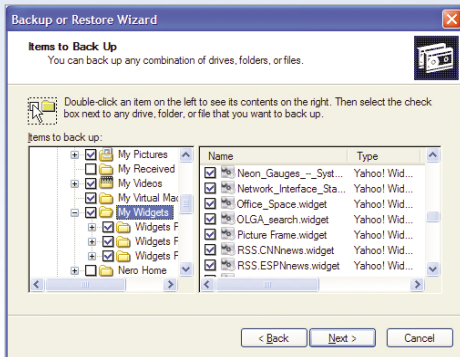 Backup or Restore Wizard
Items to Back Up
You can back up any combination of drives, folders, or files.
Double-click an item on the left to see its contents on the right. Then select the check
box next to any drive, folder, or file that you want to back up.
Items to back up:
My Pictures
My Received
My Videos
My Virtual Mac
My Widgets
Widgets F
Widgets F
Widgets F
Nero Home
Name Type
Neon_Gauges_--_Syst... Yahoo! Wid...
Network_Interface_Sta... Yahoo! Wid...
Office_Space.widget Yahoo! Wid...
OLGA_search.widget Yahoo! Wid...
Picture Frame.widget Yahoo! Wid...
RSS.CNNnews.widget Yahoo! Wid...
RSS.ESPNnews.widget Yahoo! Wid...
< Back Next > Cancel